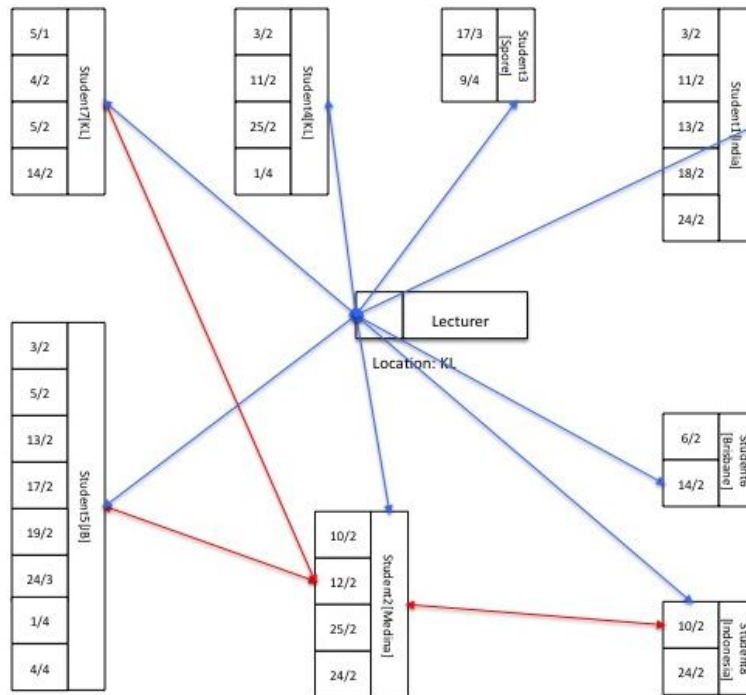 5/1
4/2
5/2
14/2
Student7[KL]
3/2
11/2
25/2
1/4
Student4[KL]
17/3
9/4
Student3
[Spore]
3/2
11/2
13/2
18/2
24/2
Student1[India]
Lecturer
Location: KL
3/2
5/2
13/2
17/2
19/2
24/3
1/4
4/4
Student5[JB]
10/2
12/2
25/2
24/2
Student2[Medina]
6/2
14/2
[Brisbane]
10/2
24/2
[Indonesia]